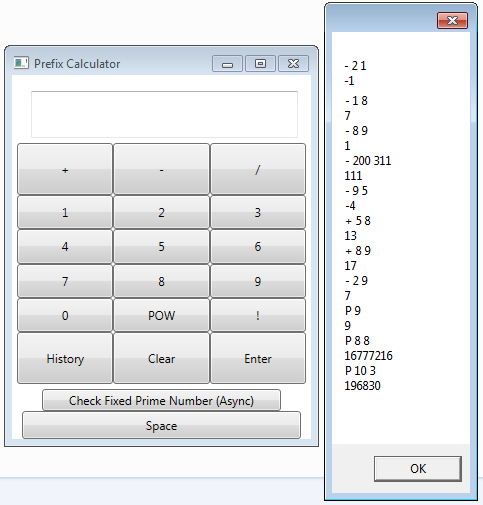 Prefix Calculator
+ - /
1 2 3
4 5 6
7 8 9
0 POW !
History Clear Enter
Check Fixed Prime Number (Async)
Space
- 2 1
-1
- 1 8
7
- 8 9
1
- 200 311
111
- 9 5
-4
+ 5 8
13
+ 8 9
17
- 2 9
7
P 9
9
P 8 8
16777216
P 10 3
196830
OK